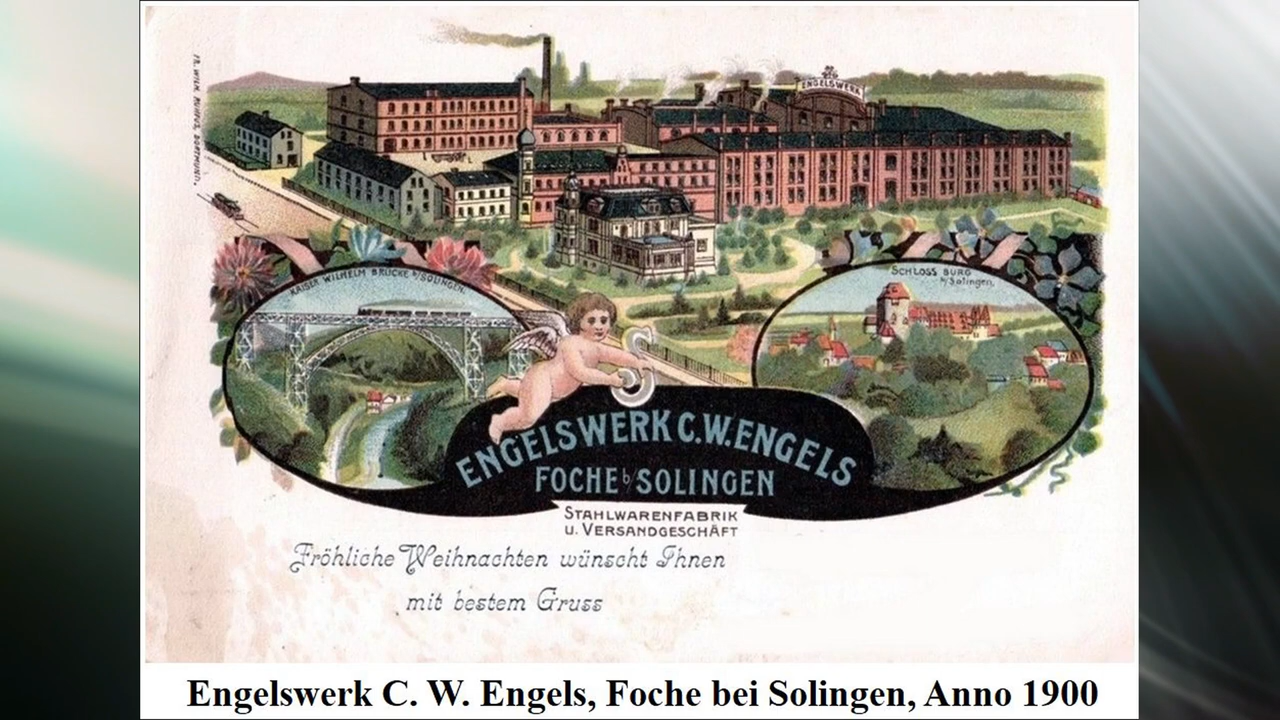 ENGELSWERK
KAISER WILHELM BRÜCKE b/SOLINGEN
SCHLOSS BURG
b/Solingen.
ENGELSWERK C.W.ENGELS
FOCHE b/ SOLINGEN
STAHLWARENFABRIK
U. VERSANDGESCHÄFT
Fröhliche Weihnachten wünscht Ihnen
mit bestem Gruss
Engelswerk C. W. Engels, Foche bei Solingen, Anno 1900